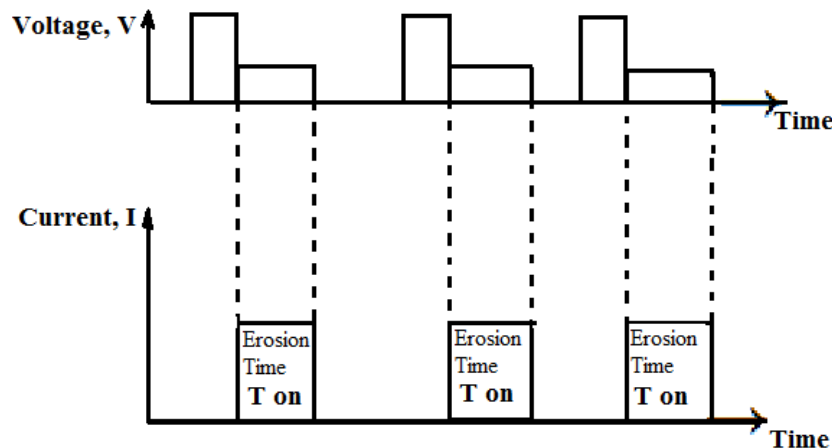 Voltage, V
Time
Current, I
Erosion
Time
T on
Erosion
Time
T on
Erosion
Time
T on
Time